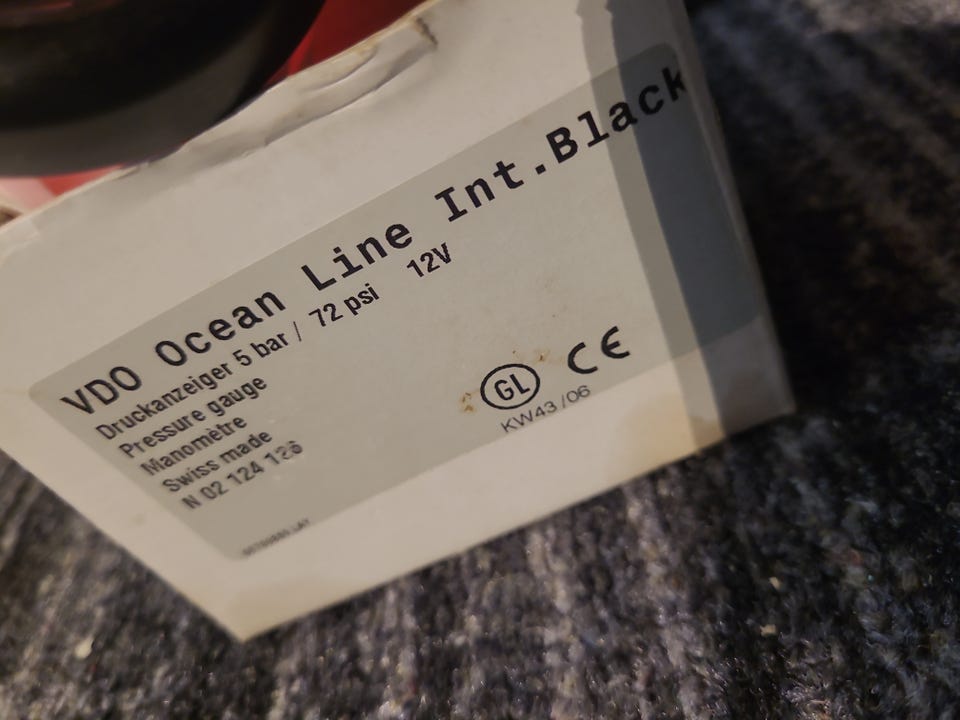 VDO Ocean Line Int.Black
Druckanzeiger 5 bar / 72 psi 12V
Pressure gauge
Manomètre
Swiss made
N 02 124 126
GL CE
KW43/06